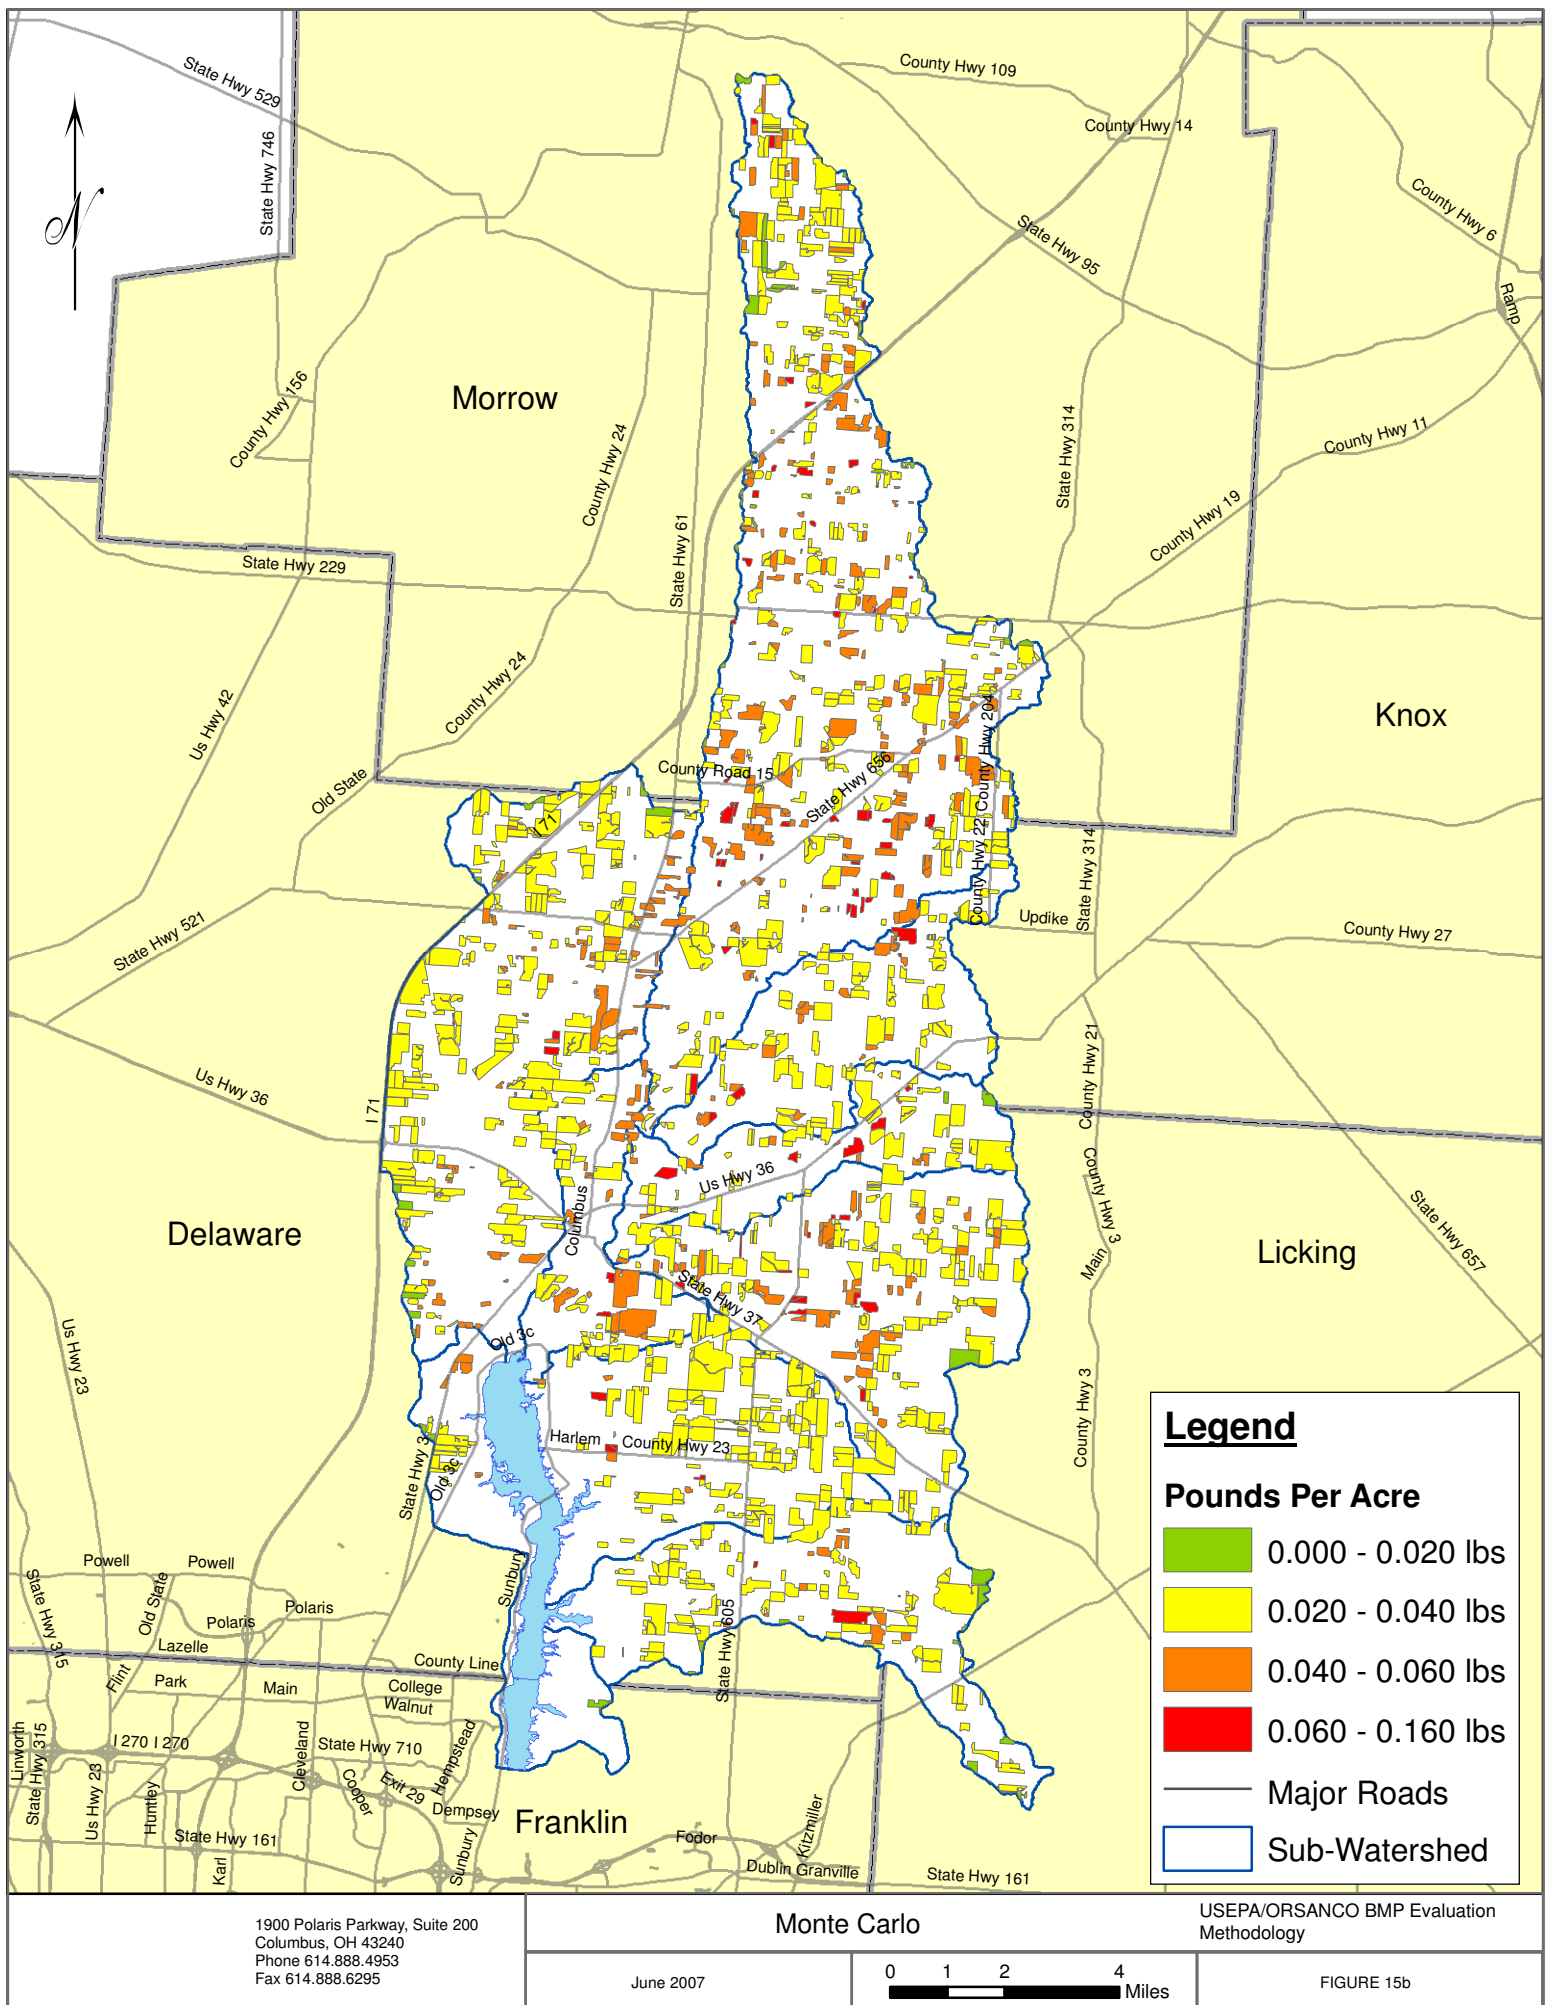 State Hwy 529
State Hwy 746
County Hwy 109
County Hwy 14
County Hwy 6
State Hwy 95
Ramp
N
County Hwy 156
Morrow
County Hwy 24
State Hwy 314
County Hwy 11
County Hwy 19
State Hwy 61
State Hwy 229
County Hwy 24
Us Hwy 42
Old State
Knox
County Hwy 204
County Road 15
State Hwy 656
I 71
County Hwy 22
State Hwy 314
State Hwy 521
Updike
County Hwy 27
Us Hwy 36
I 71
County Hwy 21
Us Hwy 36
County Hwy 3
Columbus
Delaware
Main
Licking
State Hwy 657
State Hwy 37
Old 3c
Us Hwy 23
County Hwy 3
Harlem
County Hwy 23
State Hwy 3
Old 3c
Legend
Pounds Per Acre
0.000 - 0.020 lbs
0.020 - 0.040 lbs
0.040 - 0.060 lbs
0.060 - 0.160 lbs
Major Roads
Sub-Watershed
Powell
Powell
Old State
Sunbury
State Hwy 315
Polaris
Polaris
State Hwy 605
Lazelle
County Line
Flint
Park
Main
College
Walnut
Linworth
State Hwy 315
I 270 I 270
Us Hwy 23
Huntley
Cleveland
State Hwy 710
Hempstead
Cooper
Exit 29
Dempsey
Franklin
State Hwy 161
Karl
Sunbury
Fodor
Kitzmiller
Dublin Granville
State Hwy 161
1900 Polaris Parkway, Suite 200
Columbus, OH 43240
Phone 614.888.4953
Fax 614.888.6295
Monte Carlo
USEPA/ORSANCO BMP Evaluation
Methodology
June 2007
0 1 2 4
Miles
FIGURE 15b